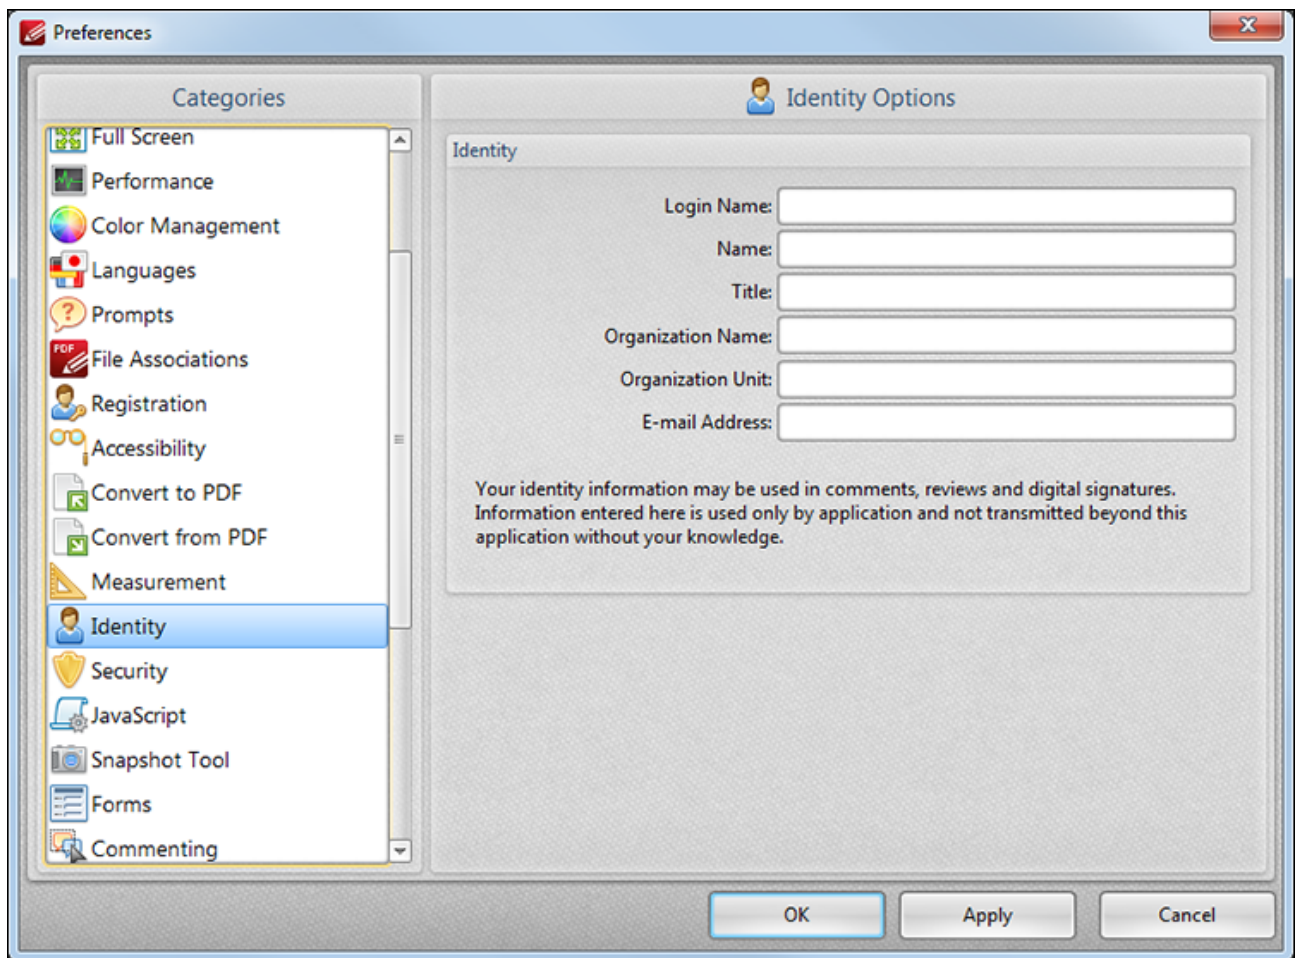 Preferences
Categories
Full Screen
Performance
Color Management
Languages
Prompts
PDF
File Associations
Registration
Accessibility
Convert to PDF
Convert from PDF
Measurement
Identity
Security
JavaScript
Snapshot Tool
Forms
Commenting
Identity Options
Identity
Login Name:
Name:
Title:
Organization Name:
Organization Unit:
E-mail Address:
Your identity information may be used in comments, reviews and digital signatures.
Information entered here is used only by application and not transmitted beyond this
application without your knowledge.
OK
Apply
Cancel